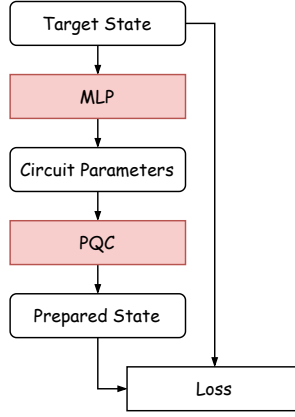 Target State
MLP
Circuit Parameters
PQC
Prepared State
Loss